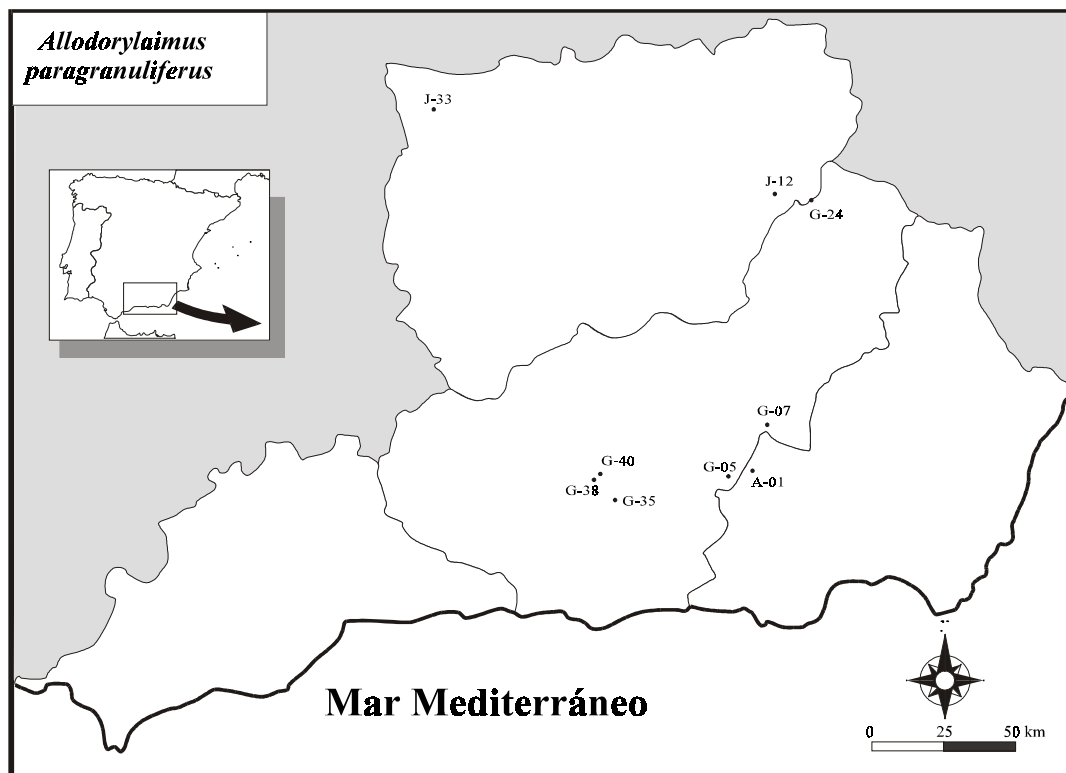 Allodorylaimus
paragranuliferus
J-33
J-12
G-24
G-07
G-40
G-05
G-38
A-01
G-35
Mar Mediterráneo
0 25 50 km